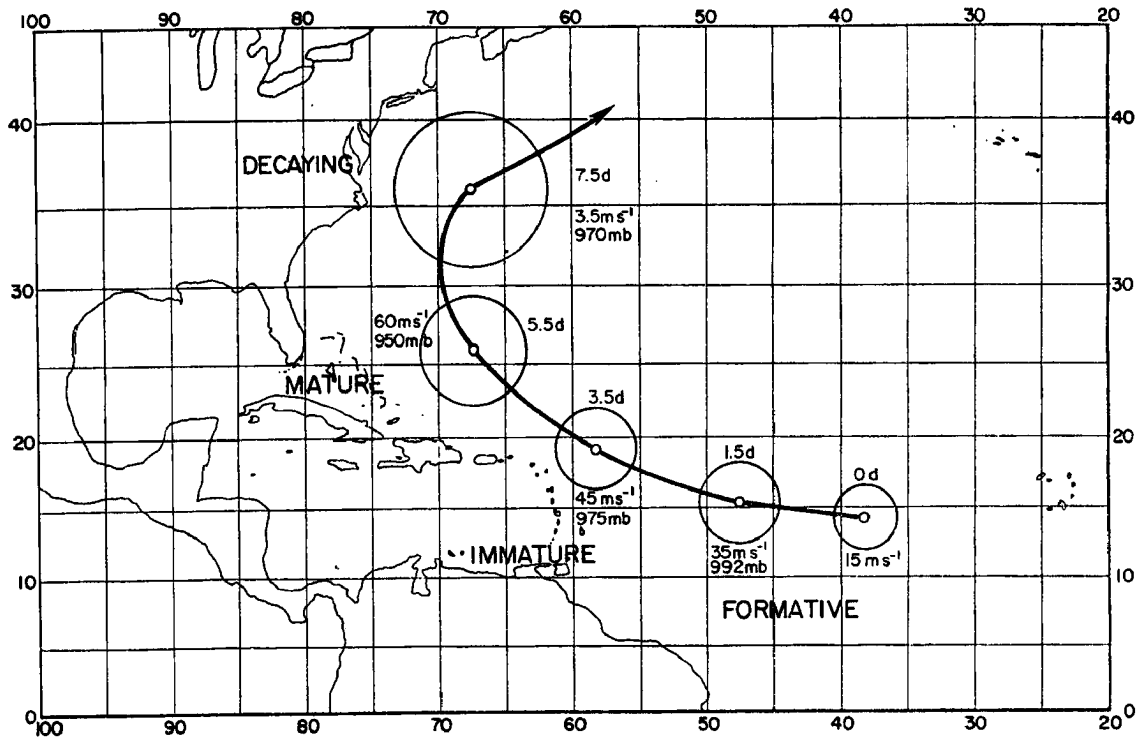 100 90 80 70 60 50 40 30 20
40 40
DECAYING
7.5d
3.5ms⁻¹
970mb
30 30
60ms⁻¹
950mb
5.5d
MATURE
3.5d
20 20
1.5d
0d
45ms⁻¹
975mb
IMMATURE
35ms⁻¹
992mb
15ms⁻¹
10 10
FORMATIVE
0 0
100 90 80 70 60 50 40 30 20